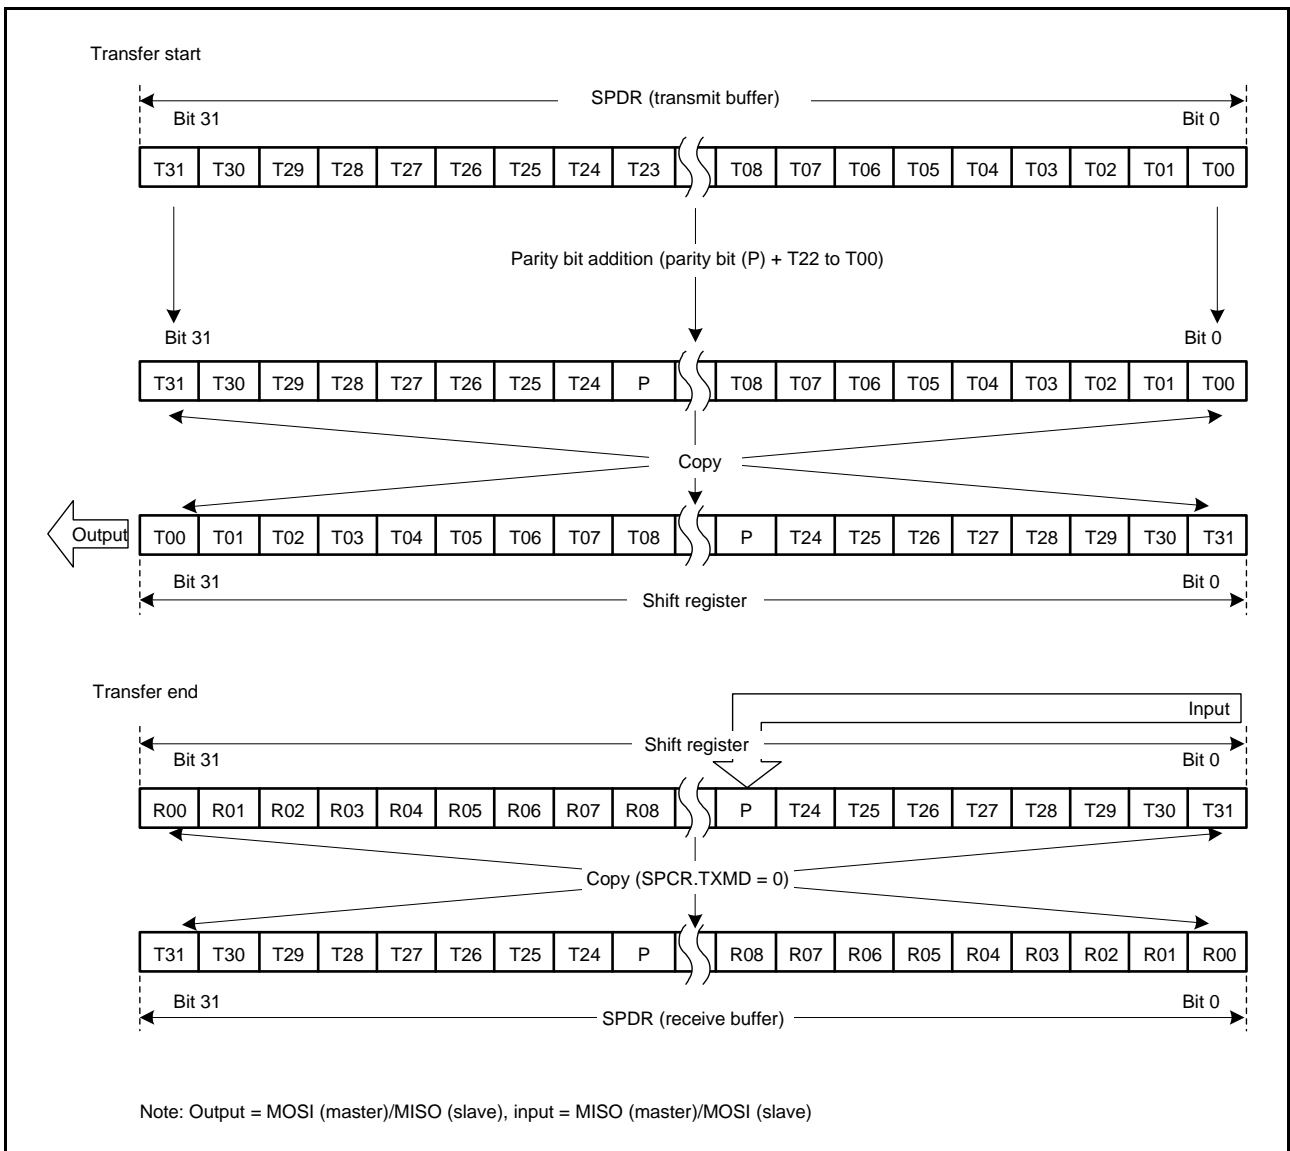 Transfer start
SPDR (transmit buffer)
Bit 31 Bit 0
T31 T30 T29 T28 T27 T26 T25 T24 T23 T08 T07 T06 T05 T04 T03 T02 T01 T00
Parity bit addition (parity bit (P) + T22 to T00)
Bit 31 Bit 0
T31 T30 T29 T28 T27 T26 T25 T24 P T08 T07 T06 T05 T04 T03 T02 T01 T00
Copy
Output T00 T01 T02 T03 T04 T05 T06 T07 T08 P T24 T25 T26 T27 T28 T29 T30 T31
Bit 31 Bit 0
Shift register
Transfer end
Input
Shift register
Bit 31 Bit 0
R00 R01 R02 R03 R04 R05 R06 R07 R08 P T24 T25 T26 T27 T28 T29 T30 T31
Copy (SPCR.TXMD = 0)
T31 T30 T29 T28 T27 T26 T25 T24 P R08 R07 R06 R05 R04 R03 R02 R01 R00
Bit 31 Bit 0
SPDR (receive buffer)
Note: Output = MOSI (master)/MISO (slave), input = MISO (master)/MOSI (slave)